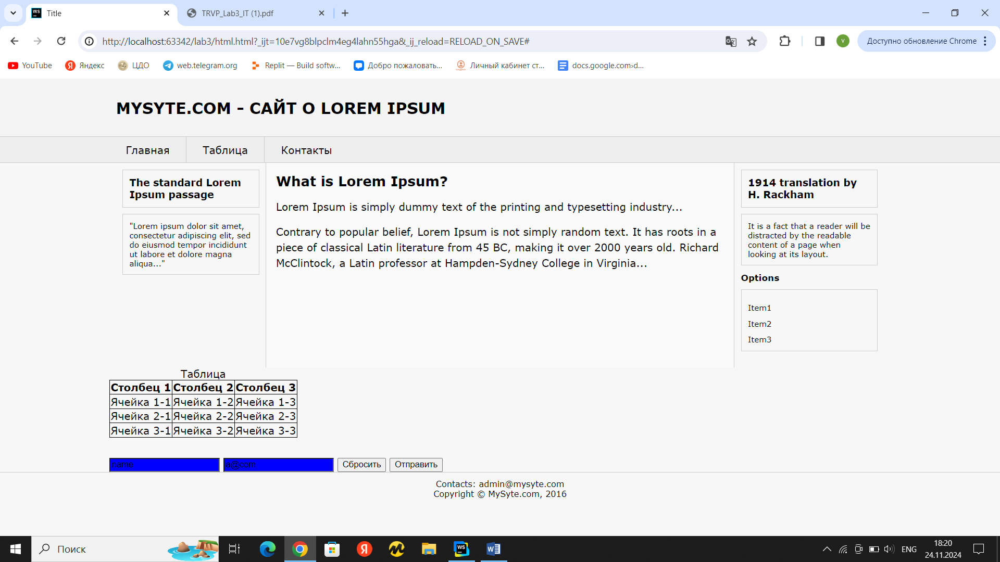 Title
TRVP_Lab3_IT (1).pdf
http://localhost:63342/lab3/html.html?_ijt=10e7vg8blpclm4eg4lahn55hga&_ij_reload=RELOAD_ON_SAVE#
V
Доступно обновление Chrome
YouTube
Яндекс
ЦДО
web.telegram.org
Replit — Build softw...
Добро пожаловать...
Личный кабинет ст...
docs.google.com›d...
MYSYTE.COM – САЙТ О LOREM IPSUM
Главная
Таблица
Контакты
The standard Lorem
Ipsum passage
"Lorem ipsum dolor sit amet,
consectetur adipiscing elit, sed
do eiusmod tempor incididunt
ut labore et dolore magna
aliqua..."
What is Lorem Ipsum?
Lorem Ipsum is simply dummy text of the printing and typesetting industry...
Contrary to popular belief, Lorem Ipsum is not simply random text. It has roots in a
piece of classical Latin literature from 45 BC, making it over 2000 years old. Richard
McClintock, a Latin professor at Hampden-Sydney College in Virginia...
1914 translation by
H. Rackham
It is a fact that a reader will be
distracted by the readable
content of a page when
looking at its layout.
Options
Item1
Item2
Item3
Таблица
Столбец 1 Столбец 2 Столбец 3
Ячейка 1-1 Ячейка 1-2 Ячейка 1-3
Ячейка 2-1 Ячейка 2-2 Ячейка 2-3
Ячейка 3-1 Ячейка 3-2 Ячейка 3-3
name
a@com
Сбросить
Отправить
Contacts: admin@mysyte.com
Copyright © MySyte.com, 2016
Поиск
ENG
18:20
24.11.2024